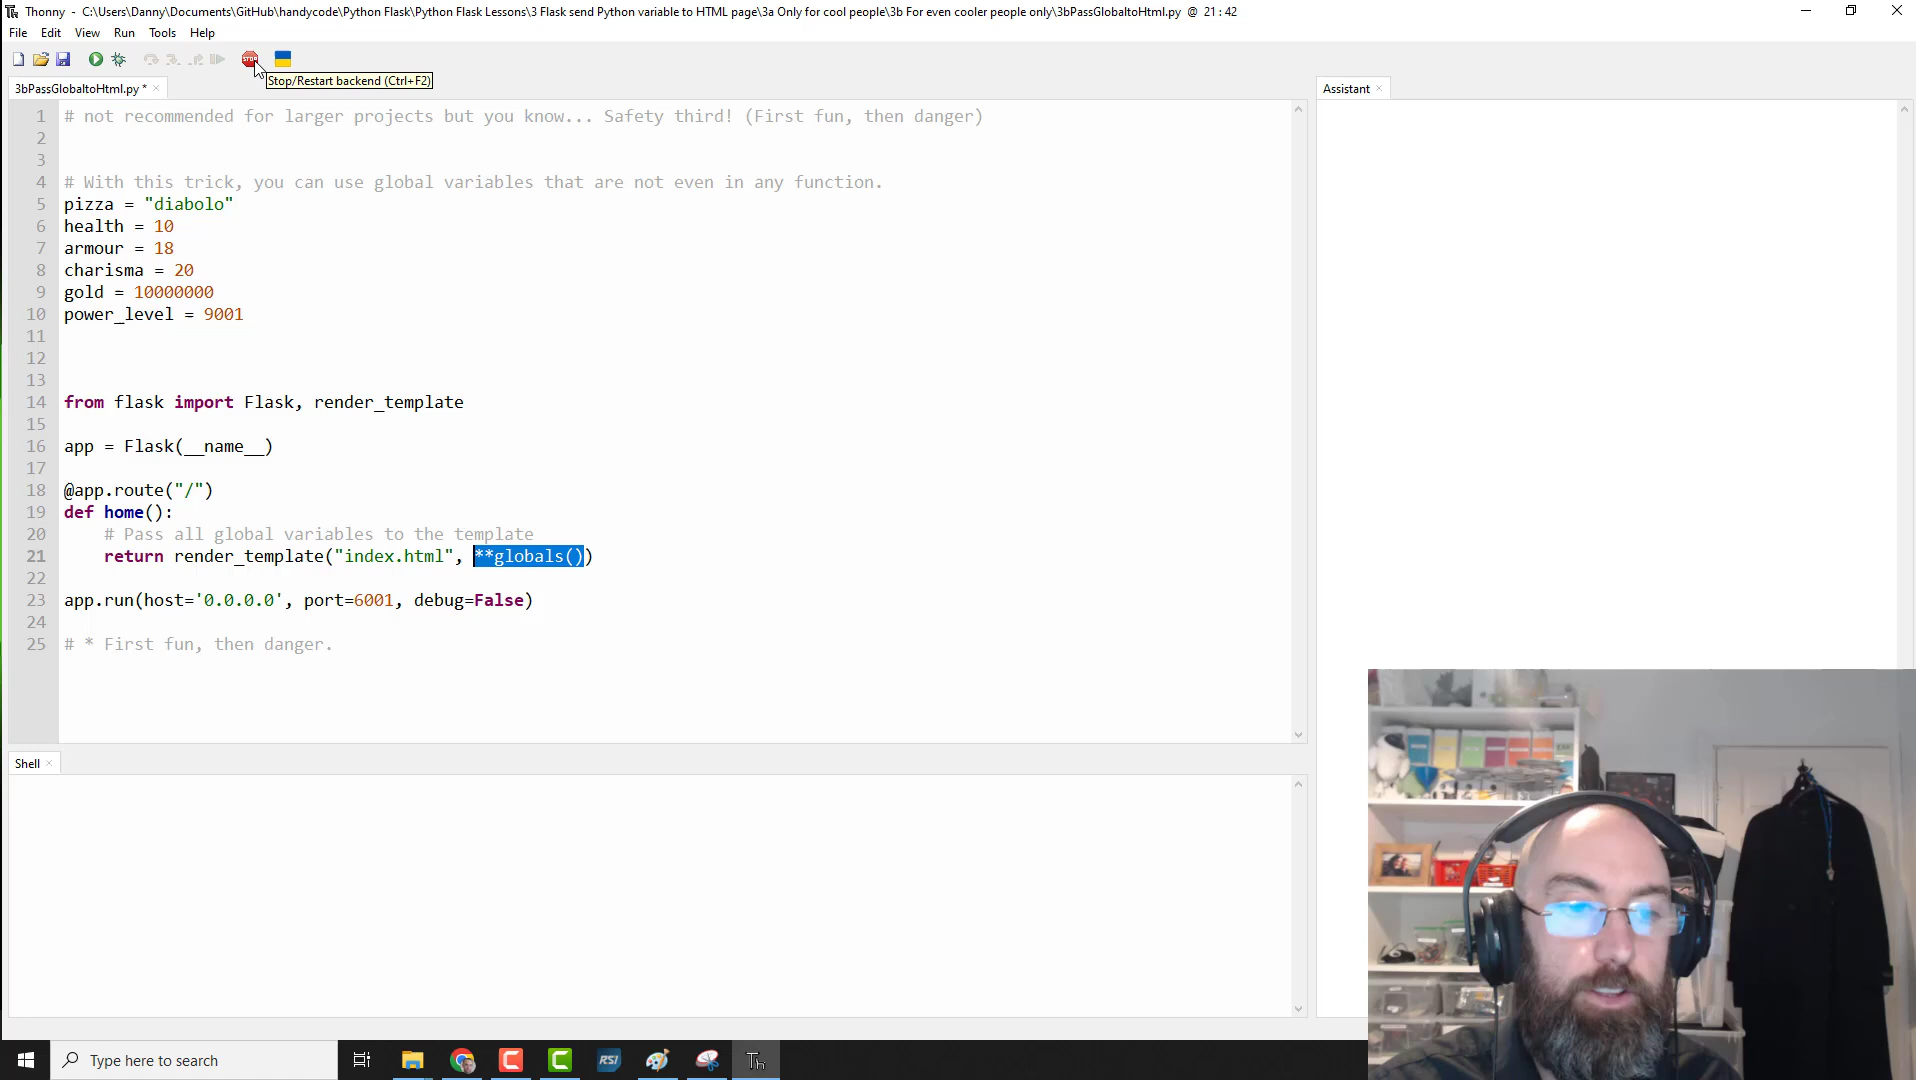 Thonny - C:\Users\Danny\Documents\GitHub\handycode\Python Flask\Python Flask Lessons\3 Flask send Python variable to HTML page\3a Only for cool people\3b For even cooler people only\3bPassGlobaltoHtml.py @ 21 : 42
File Edit View Run Tools Help
STOP
Stop/Restart backend (Ctrl+F2)
3bPassGlobaltoHtml.py * ×
Assistant ×
1 # not recommended for larger projects but you know... Safety third! (First fun, then danger)
2
3
4 # With this trick, you can use global variables that are not even in any function.
5 pizza = "diabolo"
6 health = 10
7 armour = 18
8 charisma = 20
9 gold = 10000000
10 power_level = 9001
11
12
13
14 from flask import Flask, render_template
15
16 app = Flask(__name__)
17
18 @app.route("/")
19 def home():
20     # Pass all global variables to the template
21     return render_template("index.html", **globals())
22
23 app.run(host='0.0.0.0', port=6001, debug=False)
24
25 # * First fun, then danger.
Shell ×
Type here to search
RSI
Th